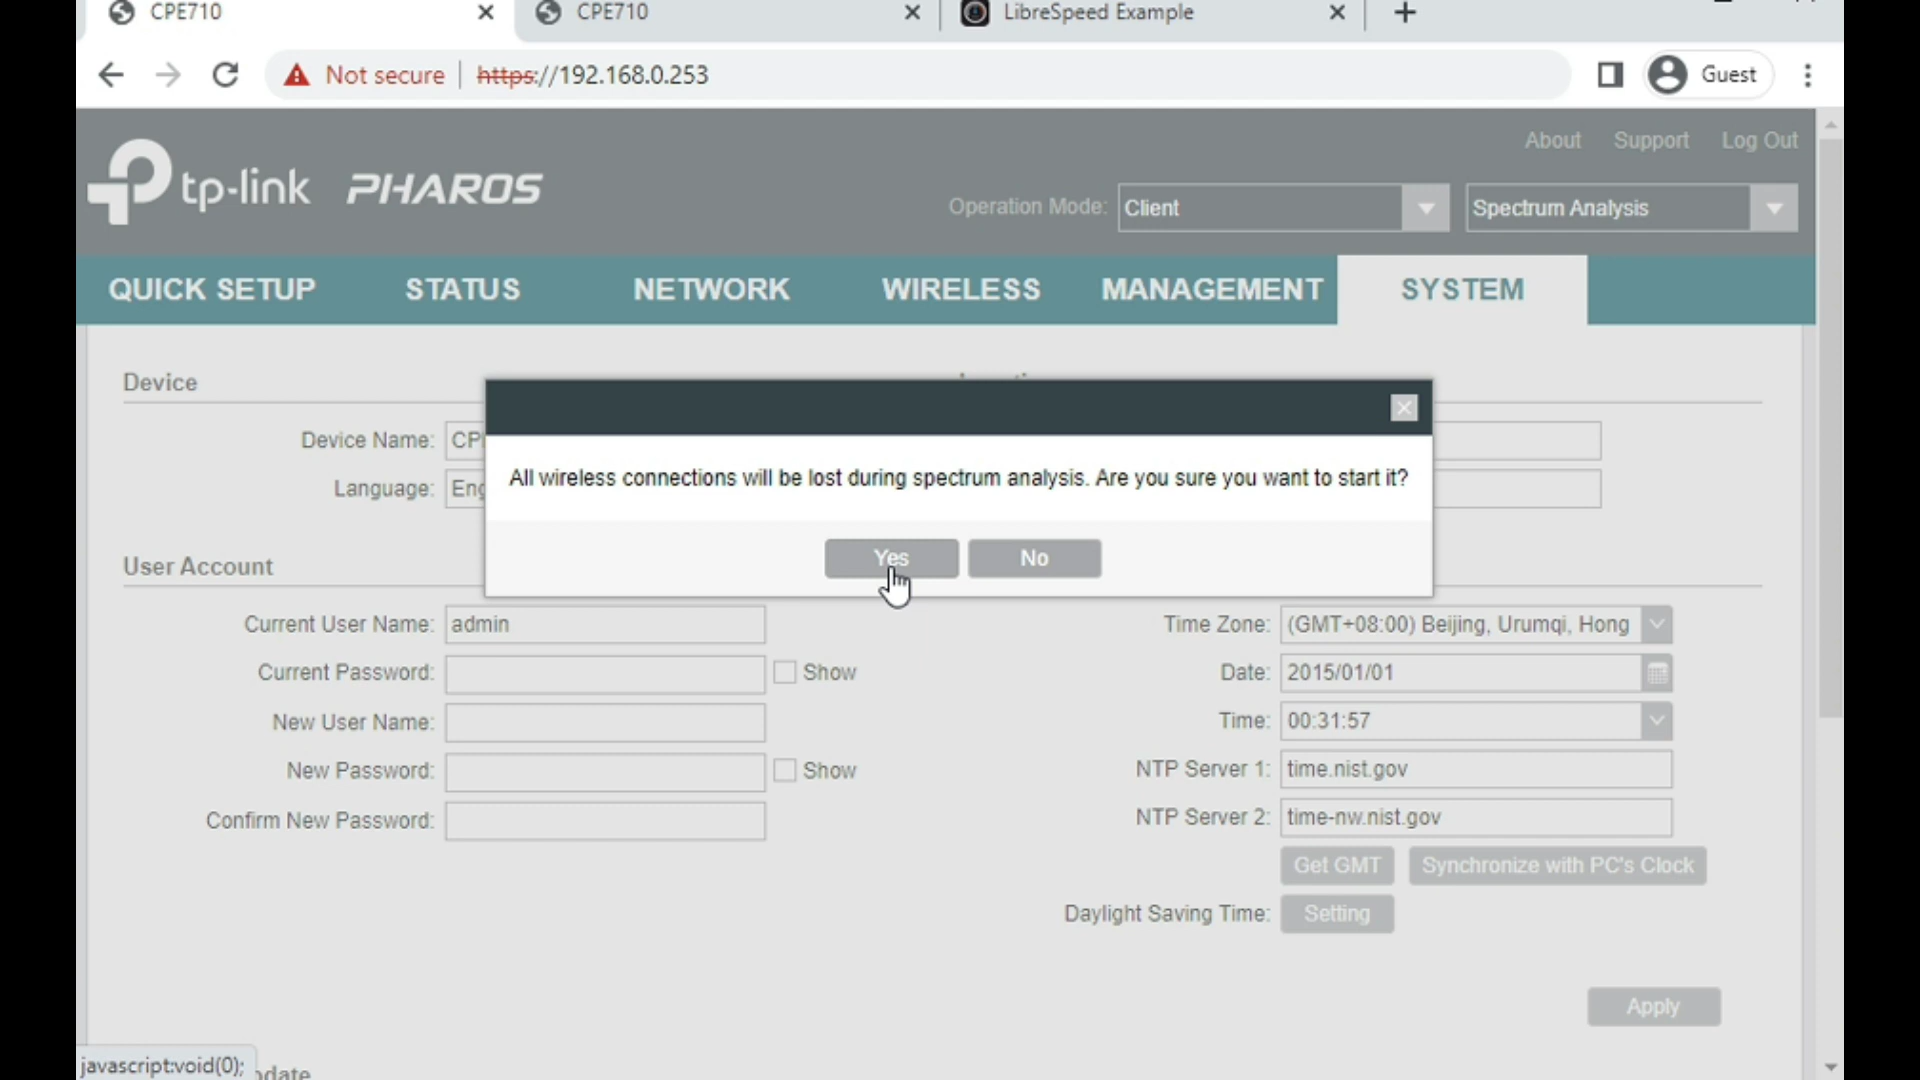 CPE710
CPE710
LibreSpeed Example
Not secure
https://192.168.0.253
Guest
About
Support
Log Out
tp-link
PHAROS
Operation Mode:
Client
Spectrum Analysis
QUICK SETUP
STATUS
NETWORK
WIRELESS
MANAGEMENT
SYSTEM
Device
Device Name:
CP
Language:
Eng
All wireless connections will be lost during spectrum analysis. Are you sure you want to start it?
Yes
No
User Account
Current User Name:
admin
Current Password:
Show
New User Name:
New Password:
Show
Confirm New Password:
Time Zone:
(GMT+08:00) Beijing, Urumqi, Hong
Date:
2015/01/01
Time:
00:31:57
NTP Server 1:
time.nist.gov
NTP Server 2:
time-nw.nist.gov
Get GMT
Synchronize with PC's Clock
Daylight Saving Time:
Setting
Apply
javascript:void(0);